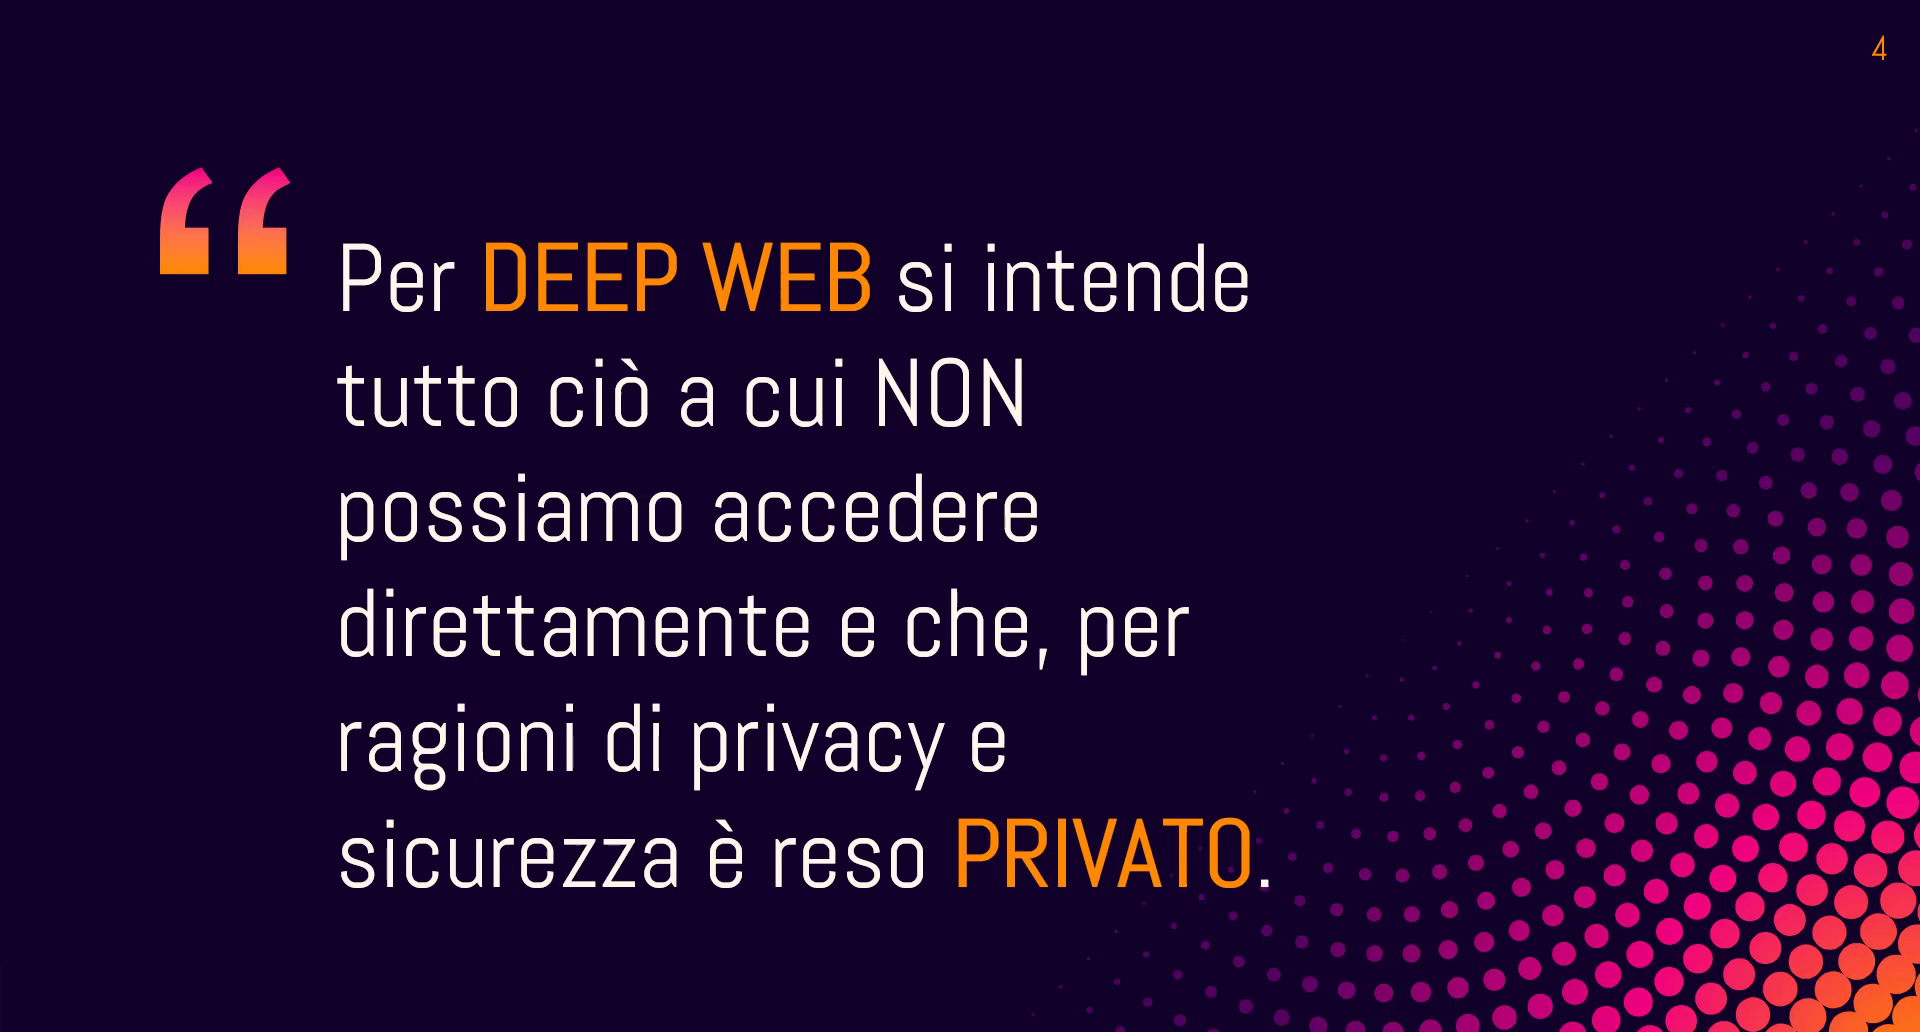 4
“ Per DEEP WEB si intende
tutto ciò a cui NON
possiamo accedere
direttamente e che, per
ragioni di privacy e
sicurezza è reso PRIVATO.